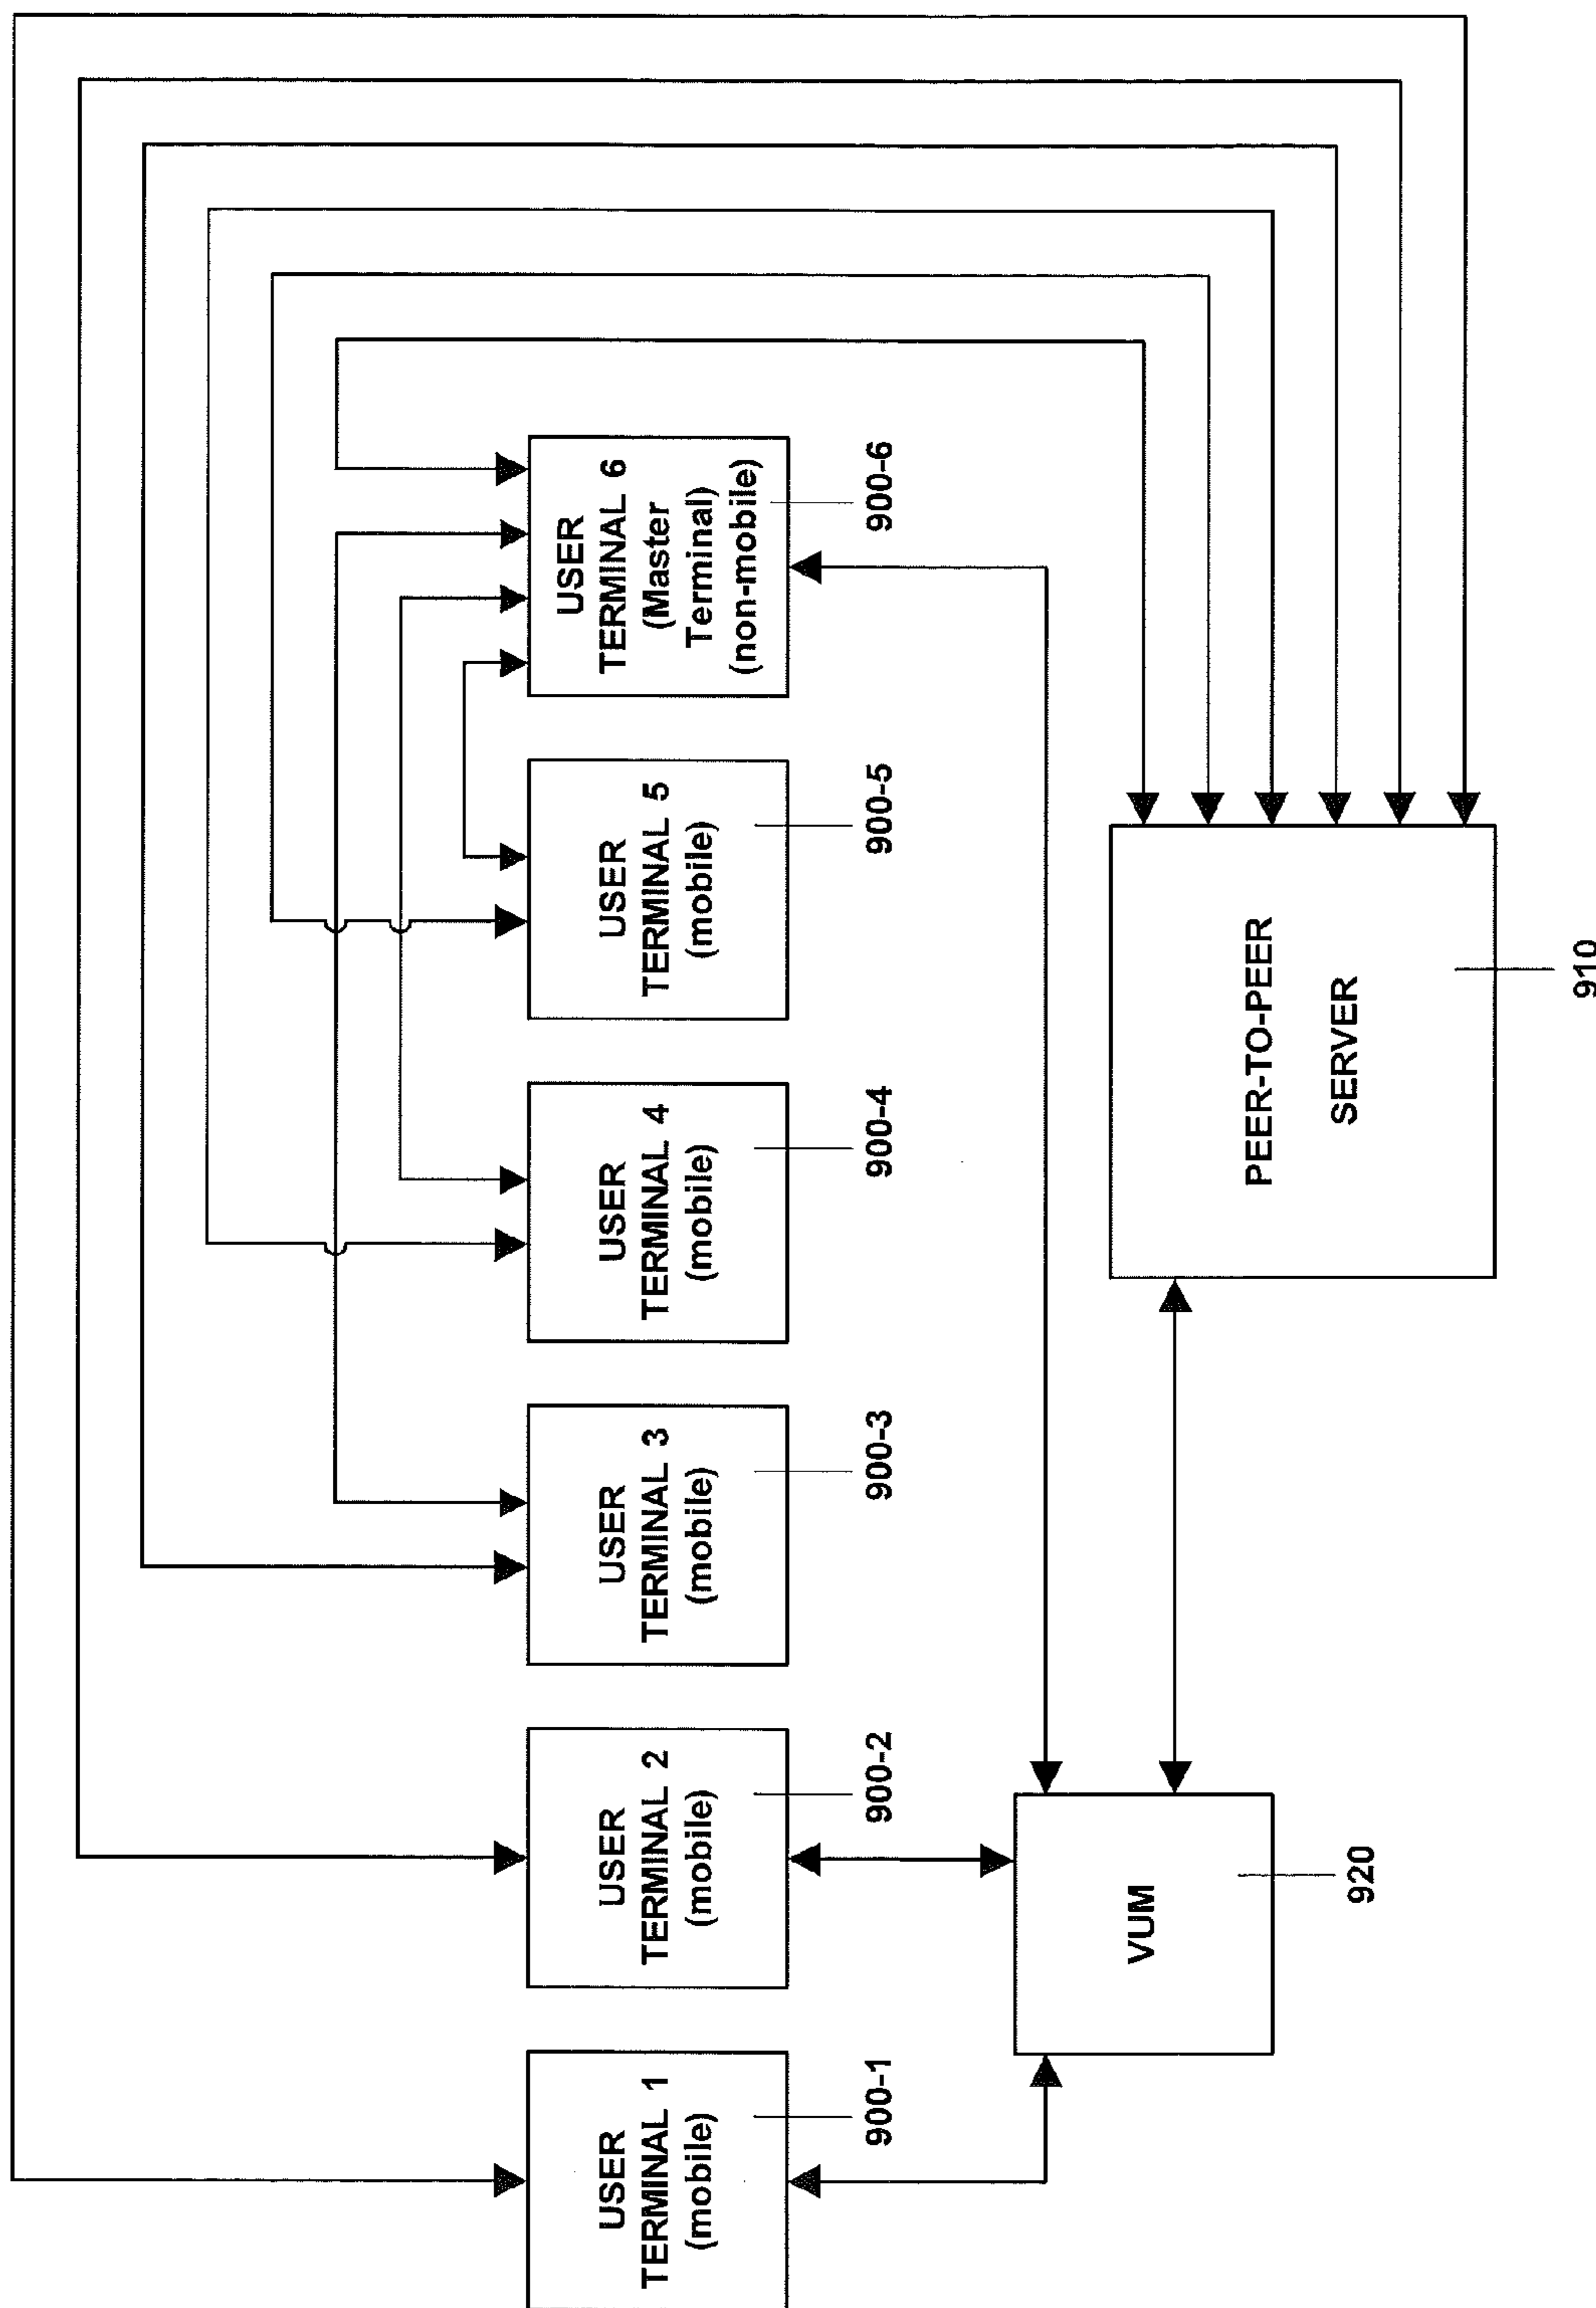 USER
TERMINAL 1
(mobile)
900-1
USER
TERMINAL 2
(mobile)
900-2
USER
TERMINAL 3
(mobile)
900-3
USER
TERMINAL 4
(mobile)
900-4
USER
TERMINAL 5
(mobile)
900-5
USER
TERMINAL 6
(Master
Terminal)
(non-mobile)
900-6
VUM
920
PEER-TO-PEER
SERVER
910